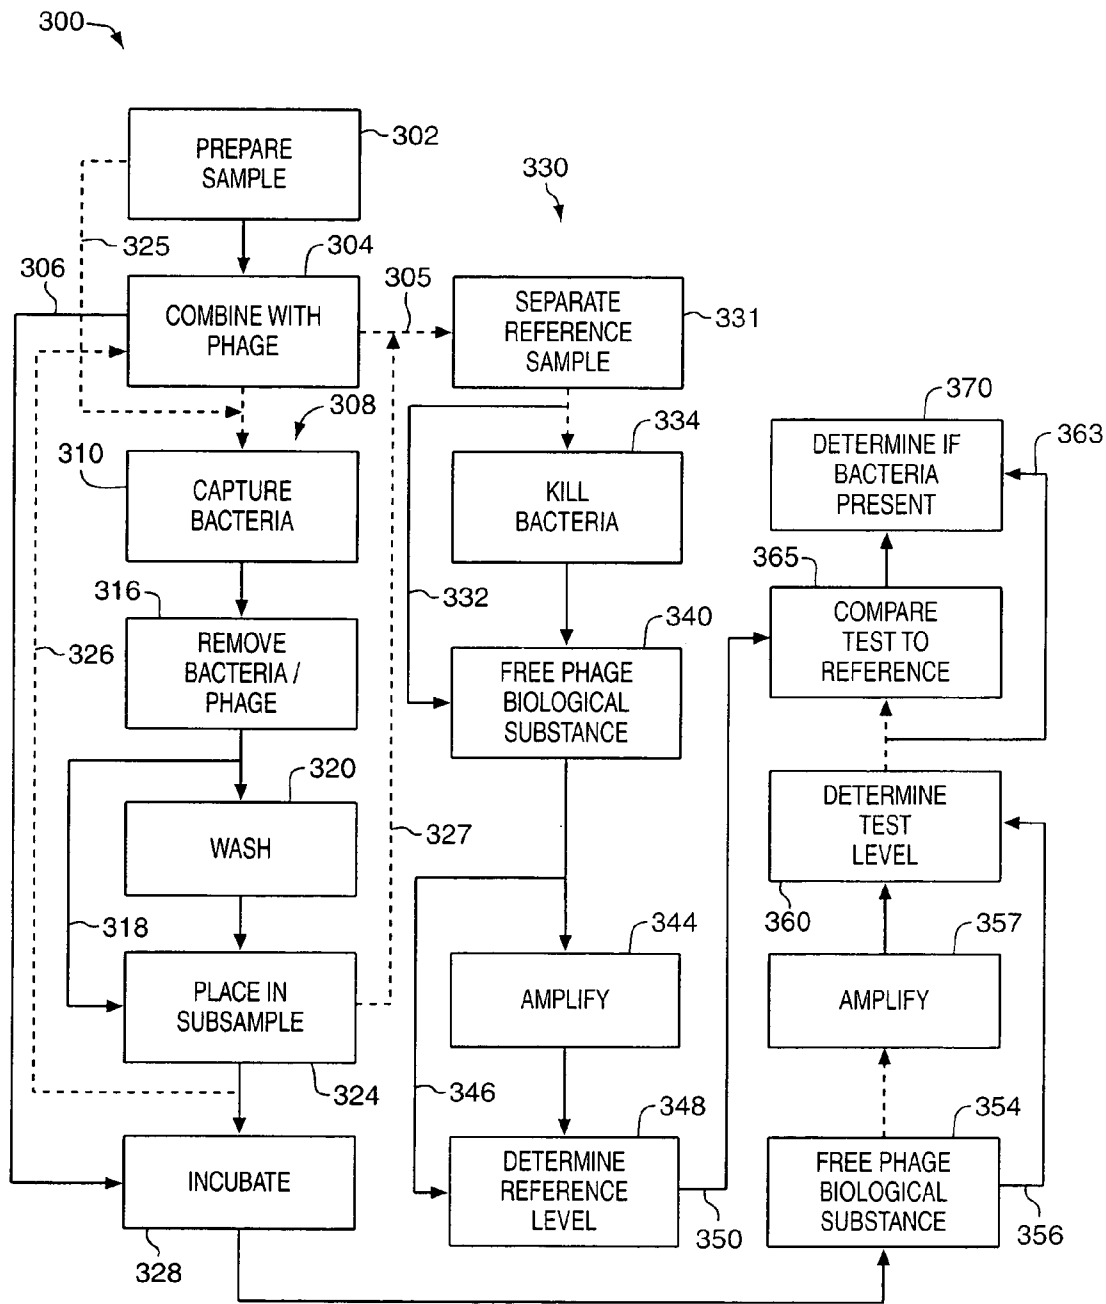 300
PREPARE
SAMPLE
302
330
325
304
306
305
COMBINE WITH
PHAGE
SEPARATE
REFERENCE
SAMPLE
331
308
310
CAPTURE
BACTERIA
334
KILL
BACTERIA
370
DETERMINE IF
BACTERIA
PRESENT
363
316
REMOVE
BACTERIA /
PHAGE
326
332
340
FREE PHAGE
BIOLOGICAL
SUBSTANCE
365
COMPARE
TEST TO
REFERENCE
320
WASH
327
318
DETERMINE
TEST
LEVEL
360
PLACE IN
SUBSAMPLE
324
344
AMPLIFY
357
AMPLIFY
346
348
DETERMINE
REFERENCE
LEVEL
350
354
FREE PHAGE
BIOLOGICAL
SUBSTANCE
356
INCUBATE
328